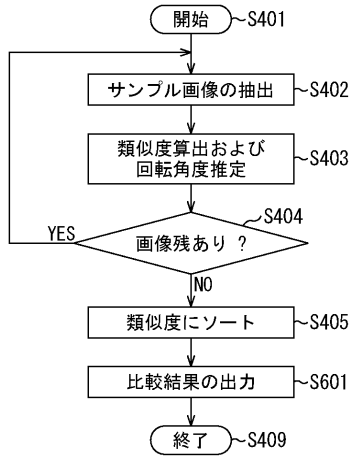 開始 S401
サンプル画像の抽出 S402
類似度算出および
回転角度推定 S403
S404
画像残あり ?
YES
NO
類似度にソート S405
比較結果の出力 S601
終了 S409